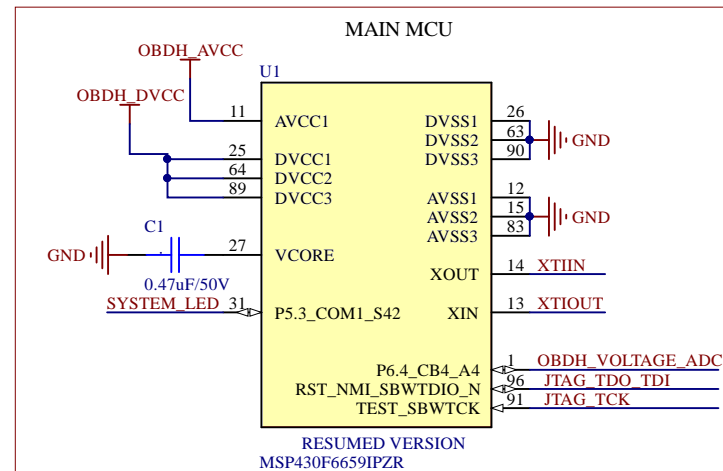 MAIN MCU
OBDH_AVCC
U1
OBDH_DVCC
11 AVCC1 DVSS1 26
DVSS2 63 GND
25 DVCC1 DVSS3 90
64 DVCC2
89 DVCC3 AVSS1 12
AVSS2 15 GND
AVSS3 83
C1
GND 27 VCORE
XOUT 14 XTIIN
0.47uF/50V
SYSTEM_LED 31 P5.3_COM1_S42 XIN 13 XTIOUT
P6.4_CB4_A4 1 OBDH_VOLTAGE_ADC
RST_NMI_SBWTDIO_N 96 JTAG_TDO_TDI
TEST_SBWTCK 91 JTAG_TCK
RESUMED VERSION
MSP430F6659IPZR